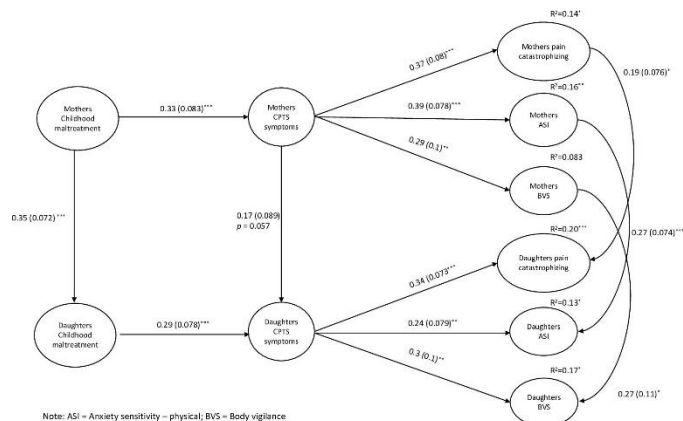 R²=0.14*
Mothers pain
catastrophizing
0.37 (0.08)***
0.19 (0.076)*
R²=0.16**
Mothers
Childhood
maltreatment
0.33 (0.083)***
Mothers
CPTS
symptoms
0.39 (0.078)***
Mothers
ASI
0.29 (0.1)**
R²=0.083
Mothers
BVS
0.35 (0.072) ***
0.17 (0.089)
p = 0.057
R²=0.20***
0.27 (0.074)***
Daughters pain
catastrophizing
0.34 (0.073)***
R²=0.13*
Daughters
Childhood
maltreatment
0.29 (0.078)***
Daughters
CPTS
symptoms
0.24 (0.079)**
Daughters
ASI
0.3 (0.1)**
R²=0.17*
Daughters
BVS
0.27 (0.11)*
Note: ASI = Anxiety sensitivity – physical; BVS = Body vigilance